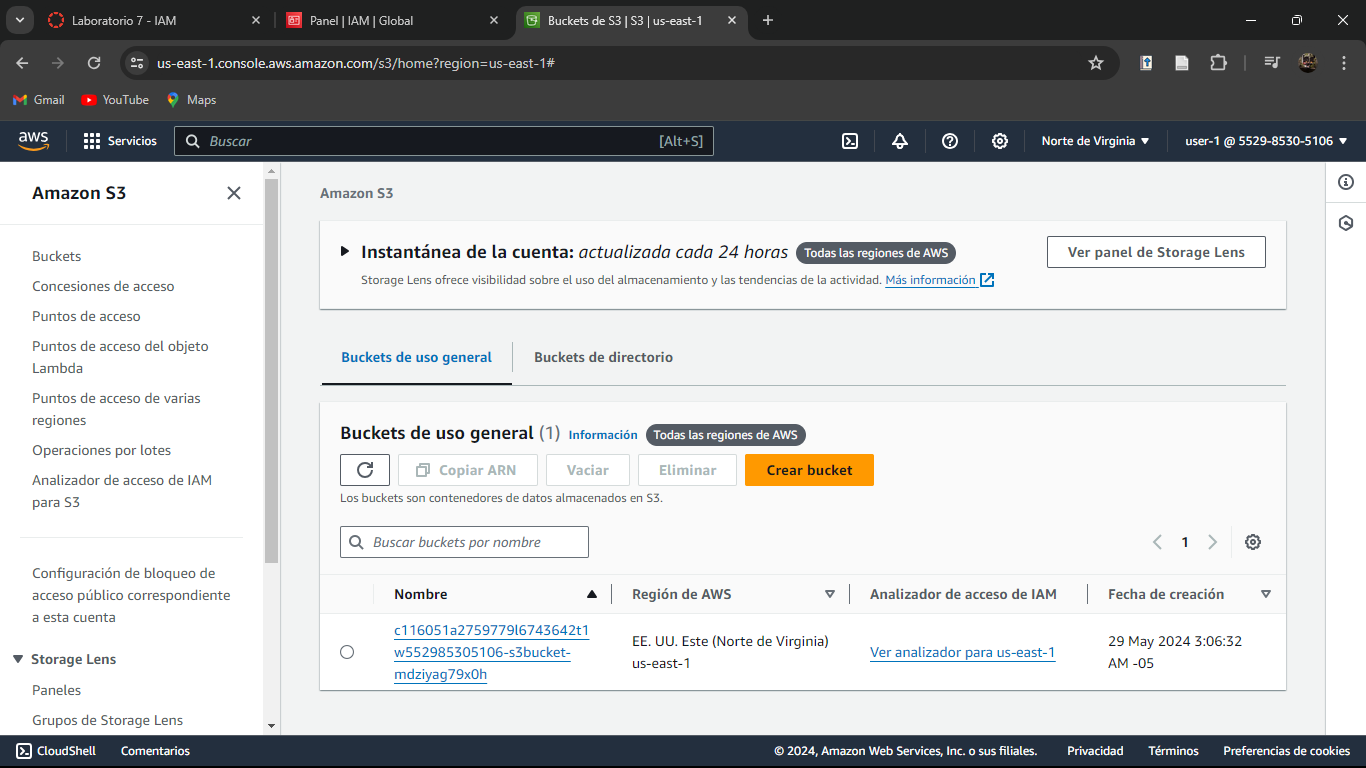 Laboratorio 7 - IAM
Panel | IAM | Global
Buckets de S3 | S3 | us-east-1
us-east-1.console.aws.amazon.com/s3/home?region=us-east-1#
Gmail
YouTube
Maps
aws
Servicios
Buscar
[Alt+S]
Norte de Virginia
user-1 @ 5529-8530-5106
Amazon S3
Buckets
Concesiones de acceso
Puntos de acceso
Puntos de acceso del objeto
Lambda
Puntos de acceso de varias
regiones
Operaciones por lotes
Analizador de acceso de IAM
para S3
Configuración de bloqueo de
acceso público correspondiente
a esta cuenta
Storage Lens
Paneles
Grupos de Storage Lens
Amazon S3
Instantánea de la cuenta: actualizada cada 24 horas
Todas las regiones de AWS
Ver panel de Storage Lens
Storage Lens ofrece visibilidad sobre el uso del almacenamiento y las tendencias de la actividad. Más información
Buckets de uso general
Buckets de directorio
Buckets de uso general (1)
Información
Todas las regiones de AWS
Copiar ARN
Vaciar
Eliminar
Crear bucket
Los buckets son contenedores de datos almacenados en S3.
Buscar buckets por nombre
1
Nombre
Región de AWS
Analizador de acceso de IAM
Fecha de creación
c116051a2759779l6743642t1
w552985305106-s3bucket-
mdziyag79x0h
EE. UU. Este (Norte de Virginia)
us-east-1
Ver analizador para us-east-1
29 May 2024 3:06:32
AM -05
CloudShell
Comentarios
© 2024, Amazon Web Services, Inc. o sus filiales.
Privacidad
Términos
Preferencias de cookies